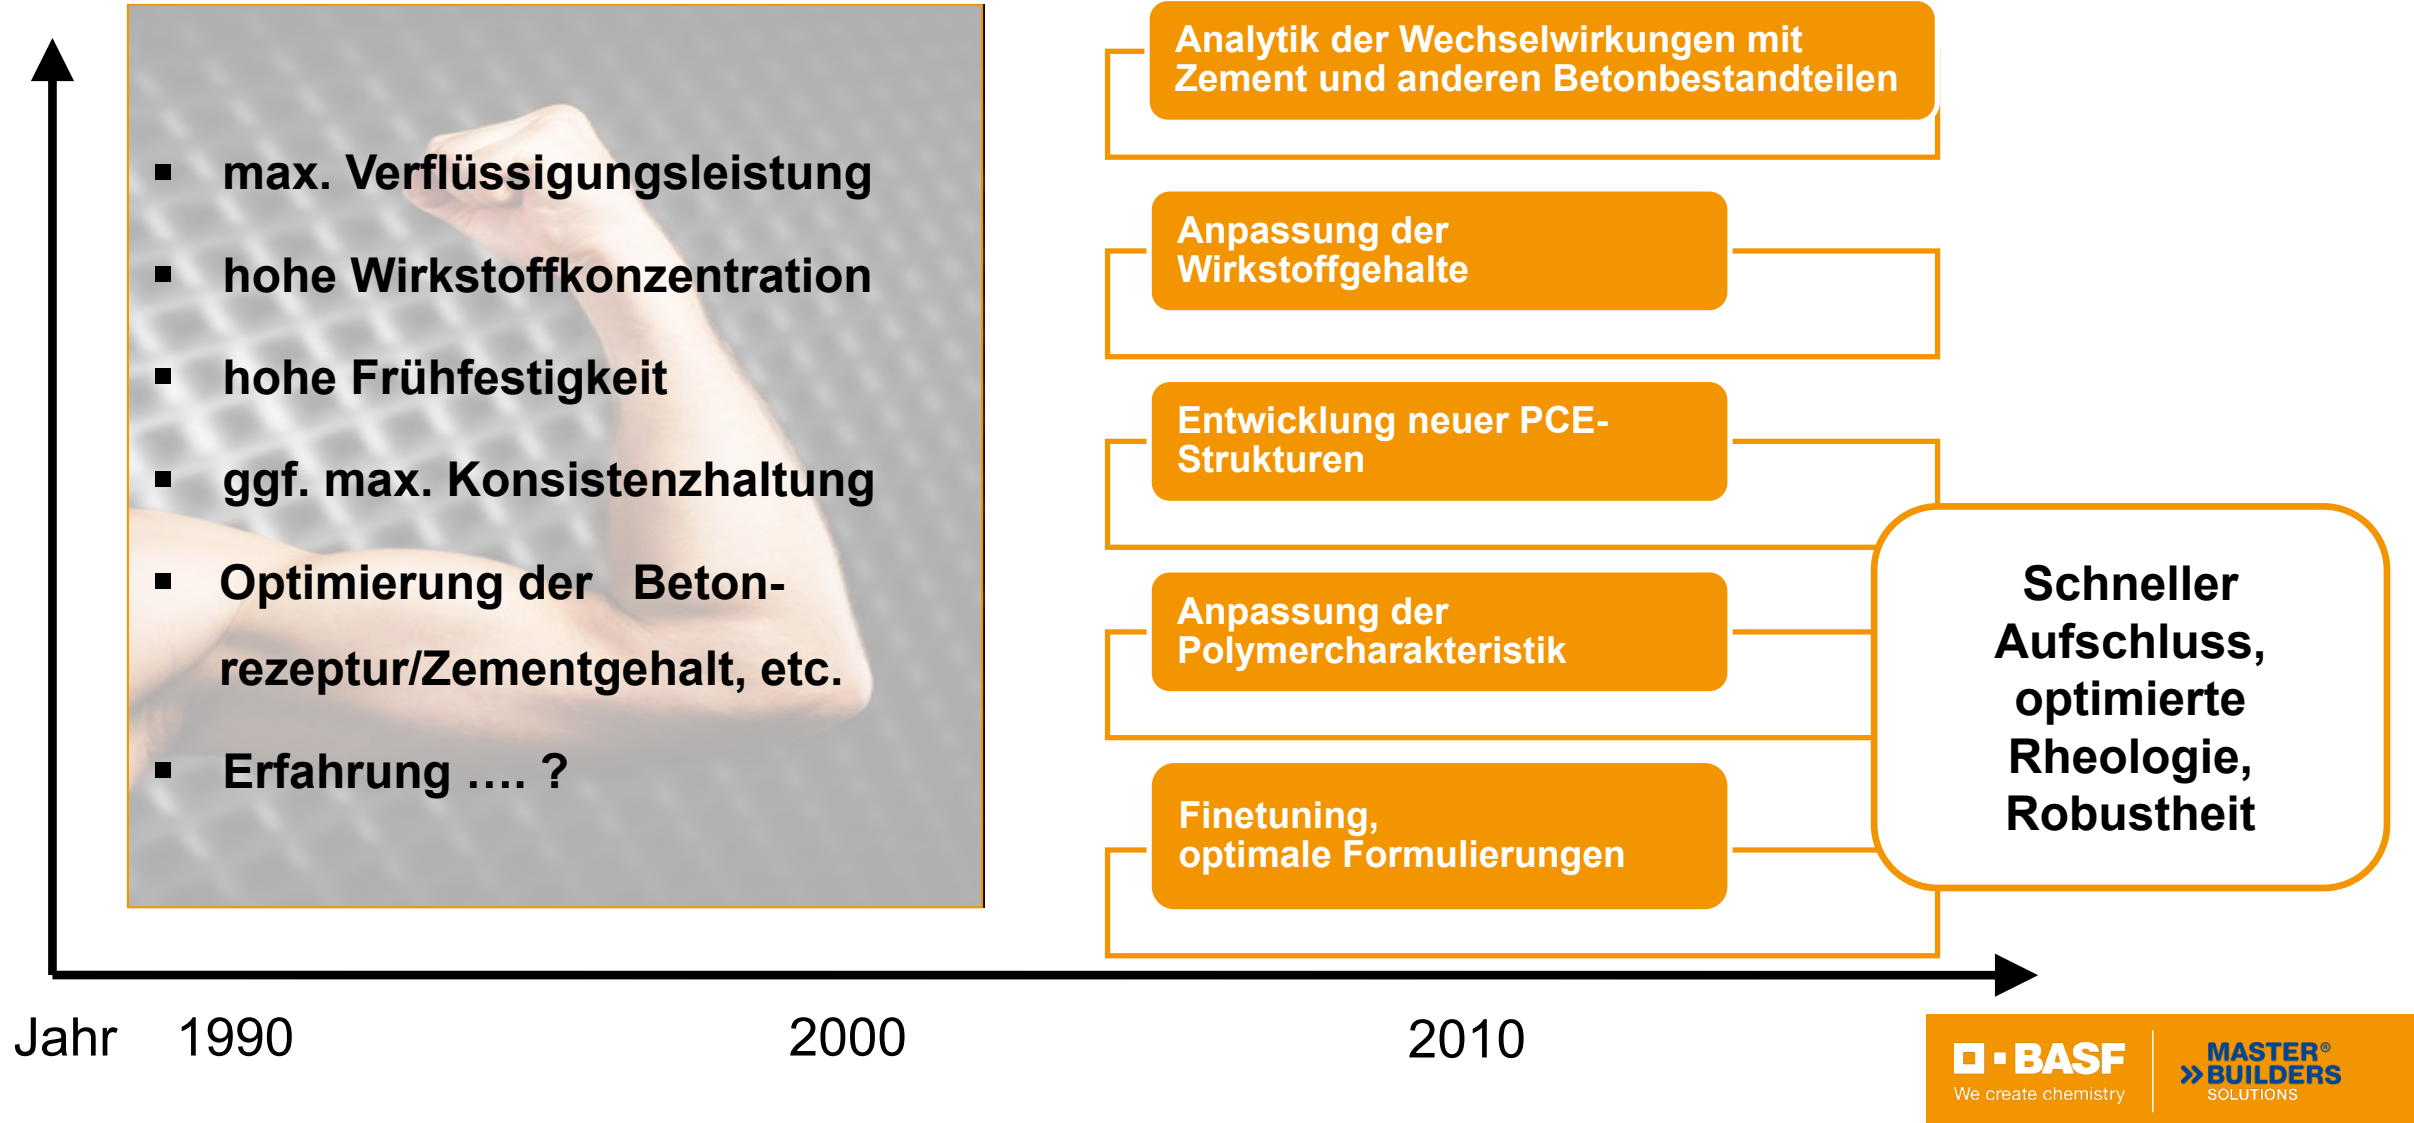 max. Verflüssigungsleistung
hohe Wirkstoffkonzentration
hohe Frühfestigkeit
ggf. max. Konsistenzhaltung
Optimierung der Beton-
rezeptur/Zementgehalt, etc.
Erfahrung .... ?
Analytik der Wechselwirkungen mit
Zement und anderen Betonbestandteilen
Anpassung der
Wirkstoffgehalte
Entwicklung neuer PCE-
Strukturen
Anpassung der
Polymercharakteristik
Finetuning,
optimale Formulierungen
Schneller
Aufschluss,
optimierte
Rheologie,
Robustheit
Jahr 1990 2000 2010
BASF
We create chemistry
MASTER®
BUILDERS
SOLUTIONS